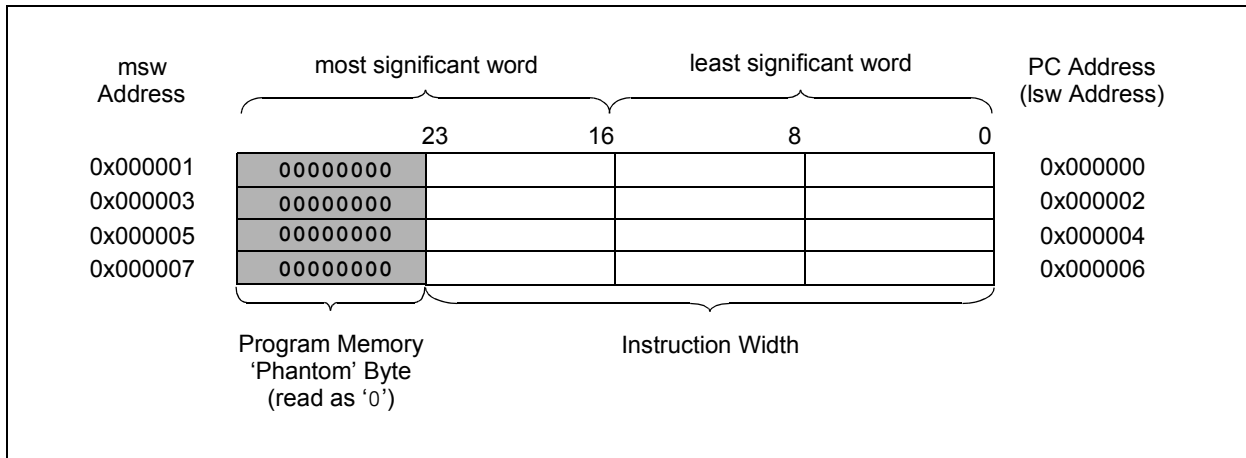 msw
Address
most significant word
least significant word
PC Address
(lsw Address)
23
16
8
0
0x000001
00000000
0x000000
0x000003
00000000
0x000002
0x000005
00000000
0x000004
0x000007
00000000
0x000006
Program Memory
‘Phantom’ Byte
(read as ‘0’)
Instruction Width